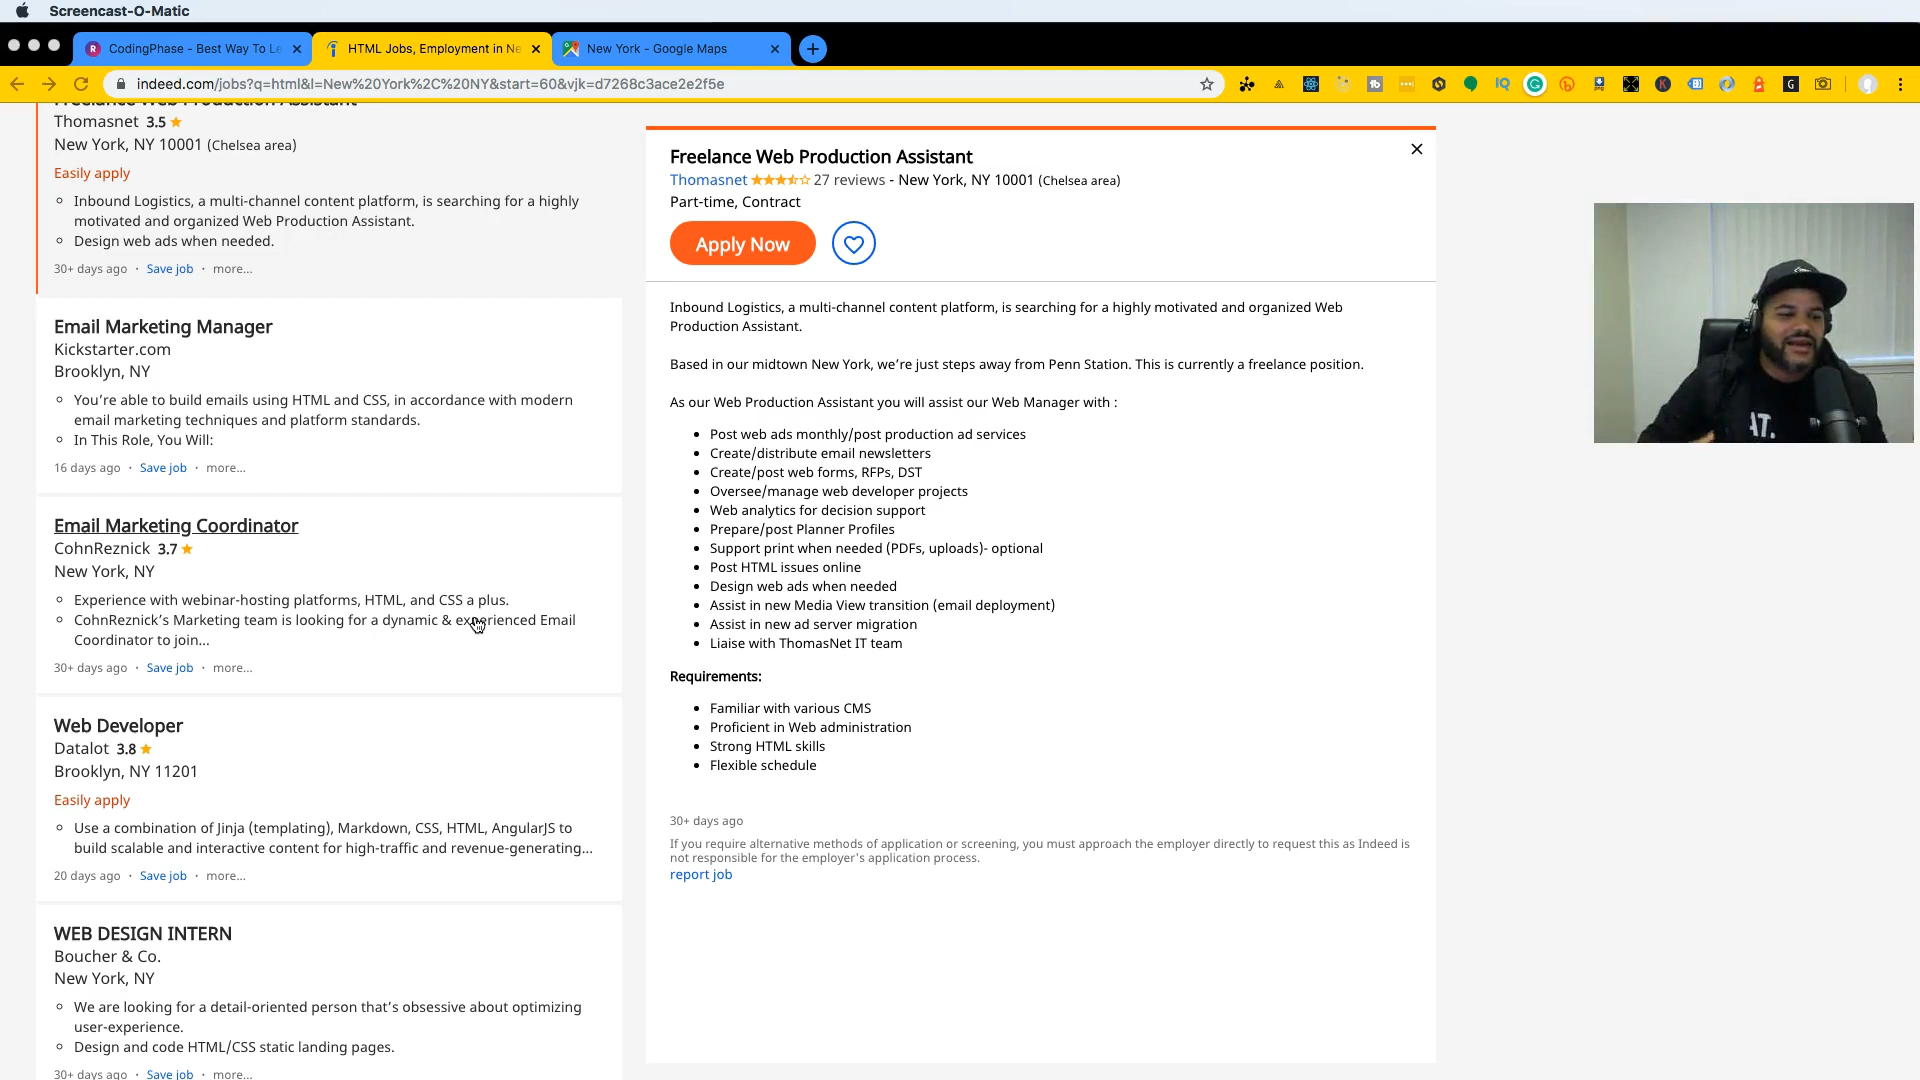 Screencast-O-Matic
CodingPhase - Best Way To Le
HTML Jobs, Employment in Ne
New York - Google Maps
indeed.com/jobs?q=html&l=New%20York%2C%20NY&start=60&vjk=d7268c3ace2e2f5e
Freelance Web Production Assistant
Thomasnet 3.5
New York, NY 10001 (Chelsea area)
Easily apply
Inbound Logistics, a multi-channel content platform, is searching for a highly
motivated and organized Web Production Assistant.
Design web ads when needed.
30+ days ago · Save job · more...
Email Marketing Manager
Kickstarter.com
Brooklyn, NY
You're able to build emails using HTML and CSS, in accordance with modern
email marketing techniques and platform standards.
In This Role, You Will:
16 days ago · Save job · more...
Email Marketing Coordinator
CohnReznick 3.7
New York, NY
Experience with webinar-hosting platforms, HTML, and CSS a plus.
CohnReznick's Marketing team is looking for a dynamic & experienced Email
Coordinator to join...
30+ days ago · Save job · more...
Web Developer
Datalot 3.8
Brooklyn, NY 11201
Easily apply
Use a combination of Jinja (templating), Markdown, CSS, HTML, AngularJS to
build scalable and interactive content for high-traffic and revenue-generating...
20 days ago · Save job · more...
WEB DESIGN INTERN
Boucher & Co.
New York, NY
We are looking for a detail-oriented person that's obsessive about optimizing
user-experience.
Design and code HTML/CSS static landing pages.
30+ days ago · Save job · more...
Freelance Web Production Assistant
Thomasnet 27 reviews - New York, NY 10001 (Chelsea area)
Part-time, Contract
Apply Now
Inbound Logistics, a multi-channel content platform, is searching for a highly motivated and organized Web
Production Assistant.
Based in our midtown New York, we're just steps away from Penn Station. This is currently a freelance position.
As our Web Production Assistant you will assist our Web Manager with :
Post web ads monthly/post production ad services
Create/distribute email newsletters
Create/post web forms, RFPs, DST
Oversee/manage web developer projects
Web analytics for decision support
Prepare/post Planner Profiles
Support print when needed (PDFs, uploads)- optional
Post HTML issues online
Design web ads when needed
Assist in new Media View transition (email deployment)
Assist in new ad server migration
Liaise with ThomasNet IT team
Requirements:
Familiar with various CMS
Proficient in Web administration
Strong HTML skills
Flexible schedule
30+ days ago
If you require alternative methods of application or screening, you must approach the employer directly to request this as Indeed is
not responsible for the employer's application process.
report job
AT.